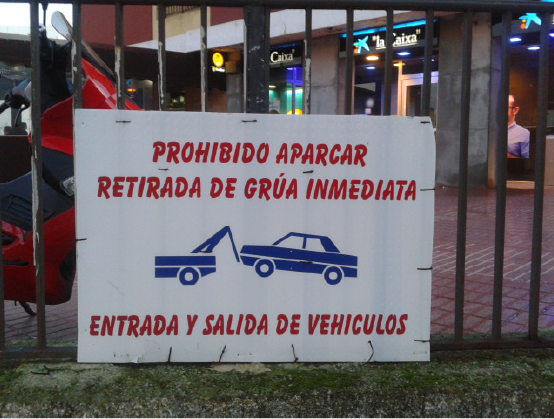 Caixa
"la Caixa"
PROHIBIDO APARCAR
RETIRADA DE GRÚA INMEDIATA
ENTRADA Y SALIDA DE VEHICULOS